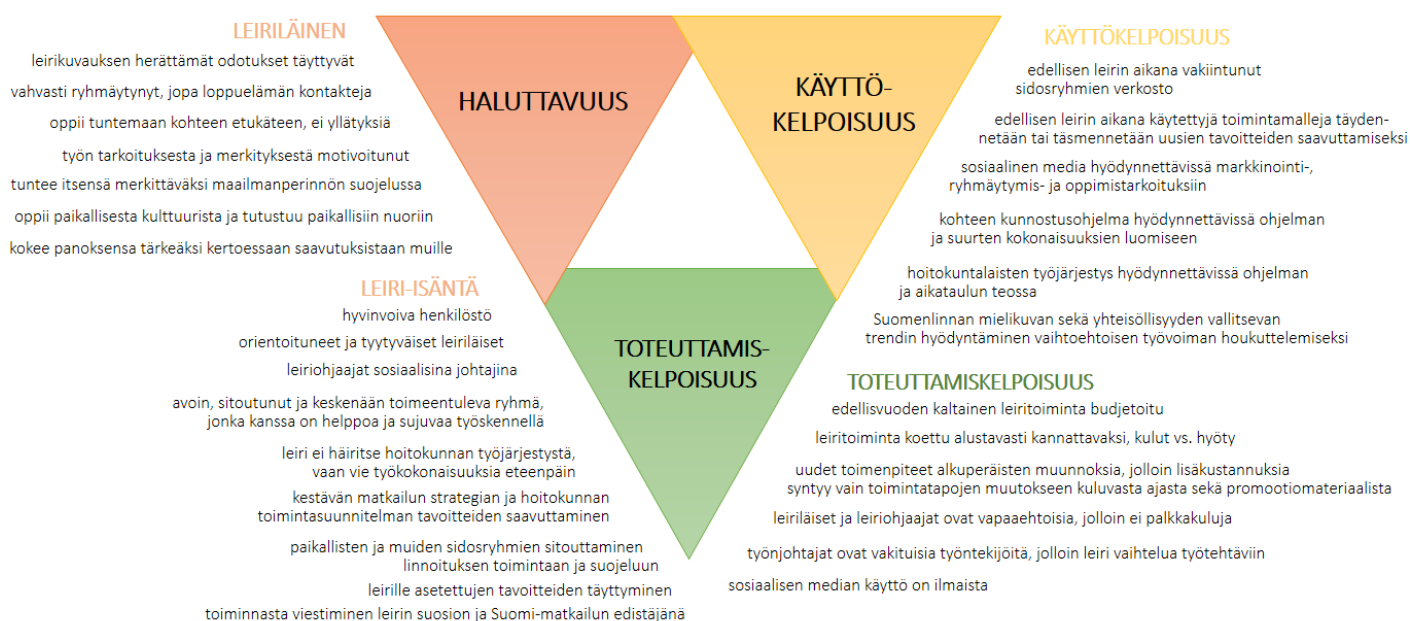 LEIRILÄINEN
leirikuvauksen herättämät odotukset täyttyvät
vahvasti ryhmäytynyt, jopa loppuelämän kontakteja
oppii tuntemaan kohteen etukäteen, ei yllätyksiä
työn tarkoituksesta ja merkityksestä motivoitunut
tuntee itsensä merkittäväksi maailmanperinnön suojelussa
oppii paikallisesta kulttuurista ja tutustuu paikallisiin nuoriin
kokee panoksensa tärkeäksi kertoessaan saavutuksistaan muille
LEIRI-ISÄNTÄ
hyvinvoiva henkilöstö
orientoituneet ja tyytyväiset leiriläiset
leiriohjaajat sosiaalisina johtajina
avoin, sitoutunut ja keskenään toimeentuleva ryhmä,
jonka kanssa on helppoa ja sujuvaa työskennellä
leiri ei häiritse hoitokunnan työjärjestystä,
vaan vie työkokonaisuuksia eteenpäin
kestävän matkailun strategian ja hoitokunnan
toimintasuunnitelman tavoitteiden saavuttaminen
paikallisten ja muiden sidosryhmien sitouttaminen
linnoituksen toimintaan ja suojeluun
leirille asetettujen tavoitteiden täyttyminen
toiminnasta viestiminen leirin suosion ja Suomi-matkailun edistäjänä
HALUTTAVUUS
KÄYTTÖ-
KELPOISUUS
TOTEUTTAMIS-
KELPOISUUS
KÄYTTÖKELPOISUUS
edellisen leirin aikana vakiintunut
sidosryhmien verkosto
edellisen leirin aikana käytettyjä toimintamalleja täyden-
netään tai täsmennetään uusien tavoitteiden saavuttamiseksi
sosiaalinen media hyödynnettävissä markkinointi-,
ryhmäytymis- ja oppimistarkoituksiin
kohteen kunnostusohjelma hyödynnettävissä ohjelman
ja suurten kokonaisuuksien luomiseen
hoitokuntalaisten työjärjestys hyödynnettävissä ohjelman
ja aikataulun teossa
Suomenlinnan mielikuvan sekä yhteisöllisyyden vallitsevan
trendin hyödyntäminen vaihtoehtoisen työvoiman houkuttelemiseksi
TOTEUTTAMISKELPOISUUS
edellisvuoden kaltainen leiritoiminta budjetoitu
leiritoiminta koettu alustavasti kannattavaksi, kulut vs. hyöty
uudet toimenpiteet alkuperäisten muunnoksia, jolloin lisäkustannuksia
syntyy vain toimintatapojen muutokseen kuluvasta ajasta sekä promootiomateriaalista
leiriläiset ja leiriohjaajat ovat vapaaehtoisia, jolloin ei palkkakuluja
työnjohtajat ovat vakituisia työntekijöitä, jolloin leiri vaihtelua työtehtäviin
sosiaalisen median käyttö on ilmaista